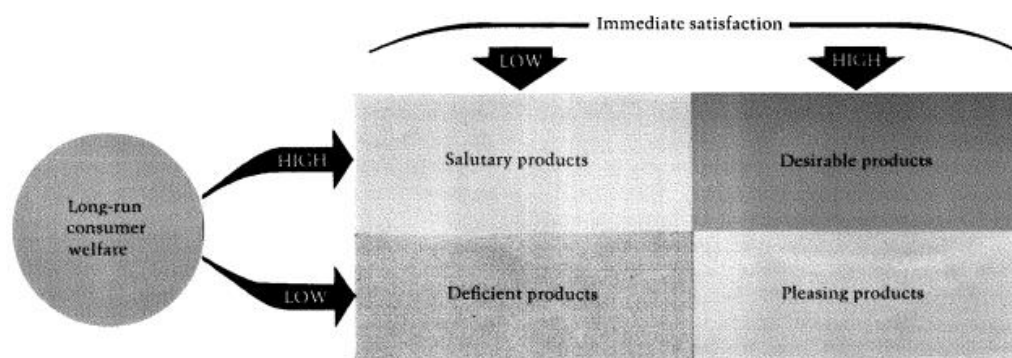 Immediate satisfaction
LOW
HIGH
HIGH
Salutary products
Desirable products
Long-run
consumer
welfare
LOW
Deficient products
Pleasing products